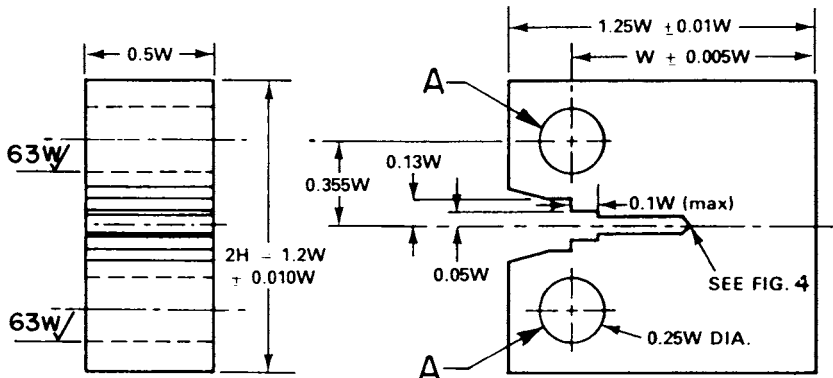 0.5W
1.25W ±0.01W
W ± 0.005W
A
63W
0.13W
0.355W
0.1W (max)
0.05W
2H = 1.2W
± 0.010W
SEE FIG. 4
63W
A
0.25W DIA.